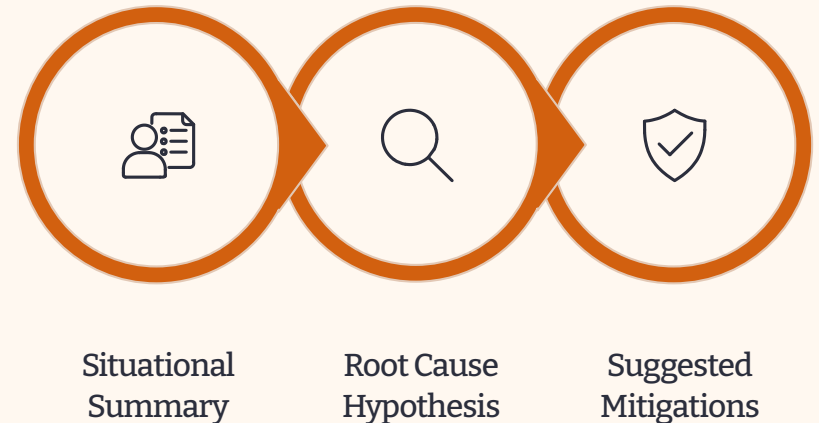 Situational
Summary
Root Cause
Hypothesis
Suggested
Mitigations